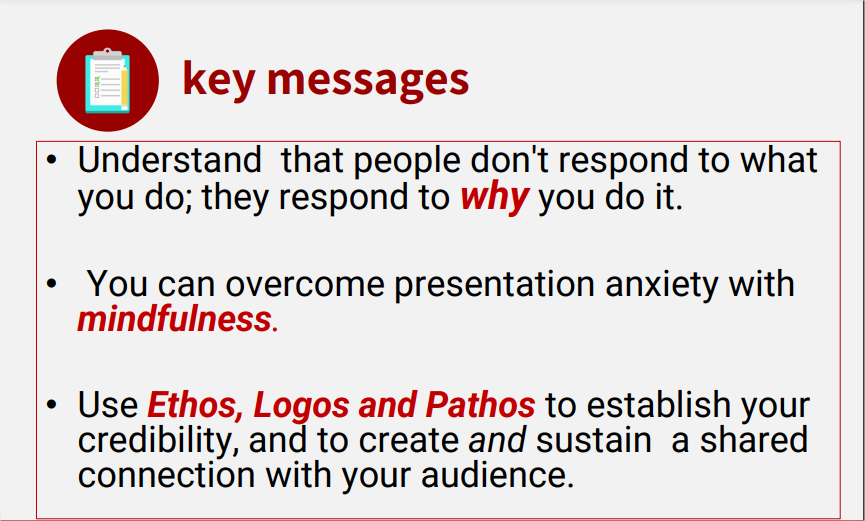 key messages
• Understand  that people don't respond to what
you do; they respond to why you do it.
•  You can overcome presentation anxiety with
mindfulness.
• Use Ethos, Logos and Pathos to establish your
credibility, and to create and sustain  a shared
connection with your audience.